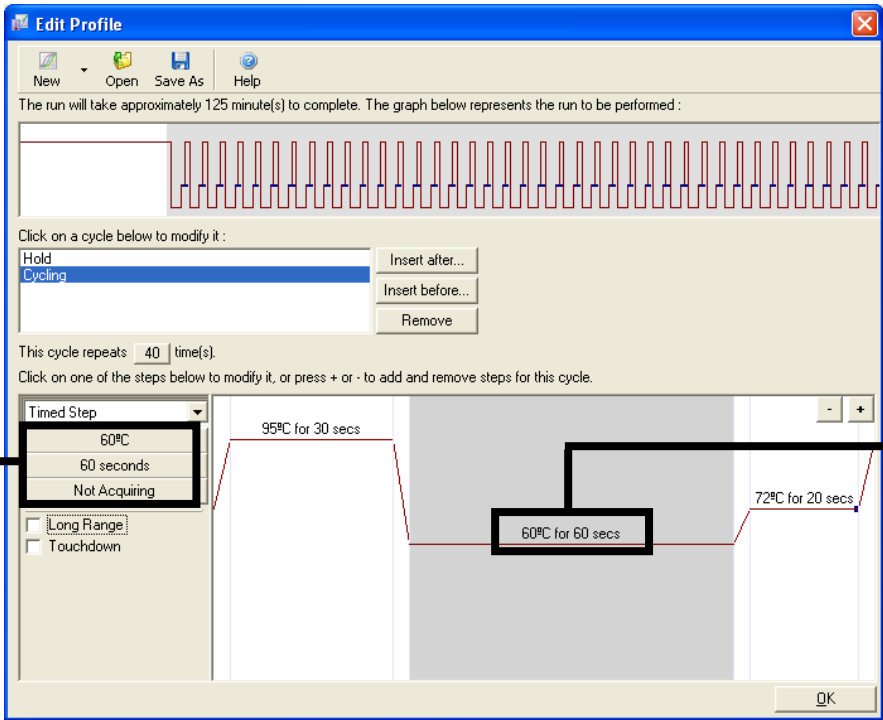 Edit Profile
New Open Save As Help
The run will take approximately 125 minute(s) to complete. The graph below represents the run to be performed :
Click on a cycle below to modify it :
Hold
Cycling
Insert after...
Insert before...
Remove
This cycle repeats 40 time(s).
Click on one of the steps below to modify it, or press + or - to add and remove steps for this cycle.
Timed Step
- +
60ºC
60 seconds
Not Acquiring
Long Range
Touchdown
95ºC for 30 secs
60ºC for 60 secs
72ºC for 20 secs
OK